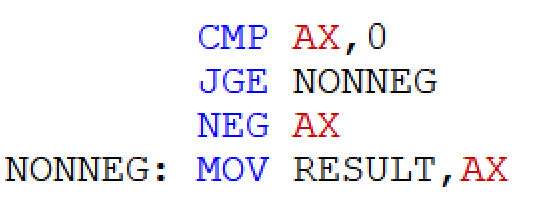 CMP AX,0
JGE NONNEG
NEG AX
NONNEG: MOV RESULT,AX